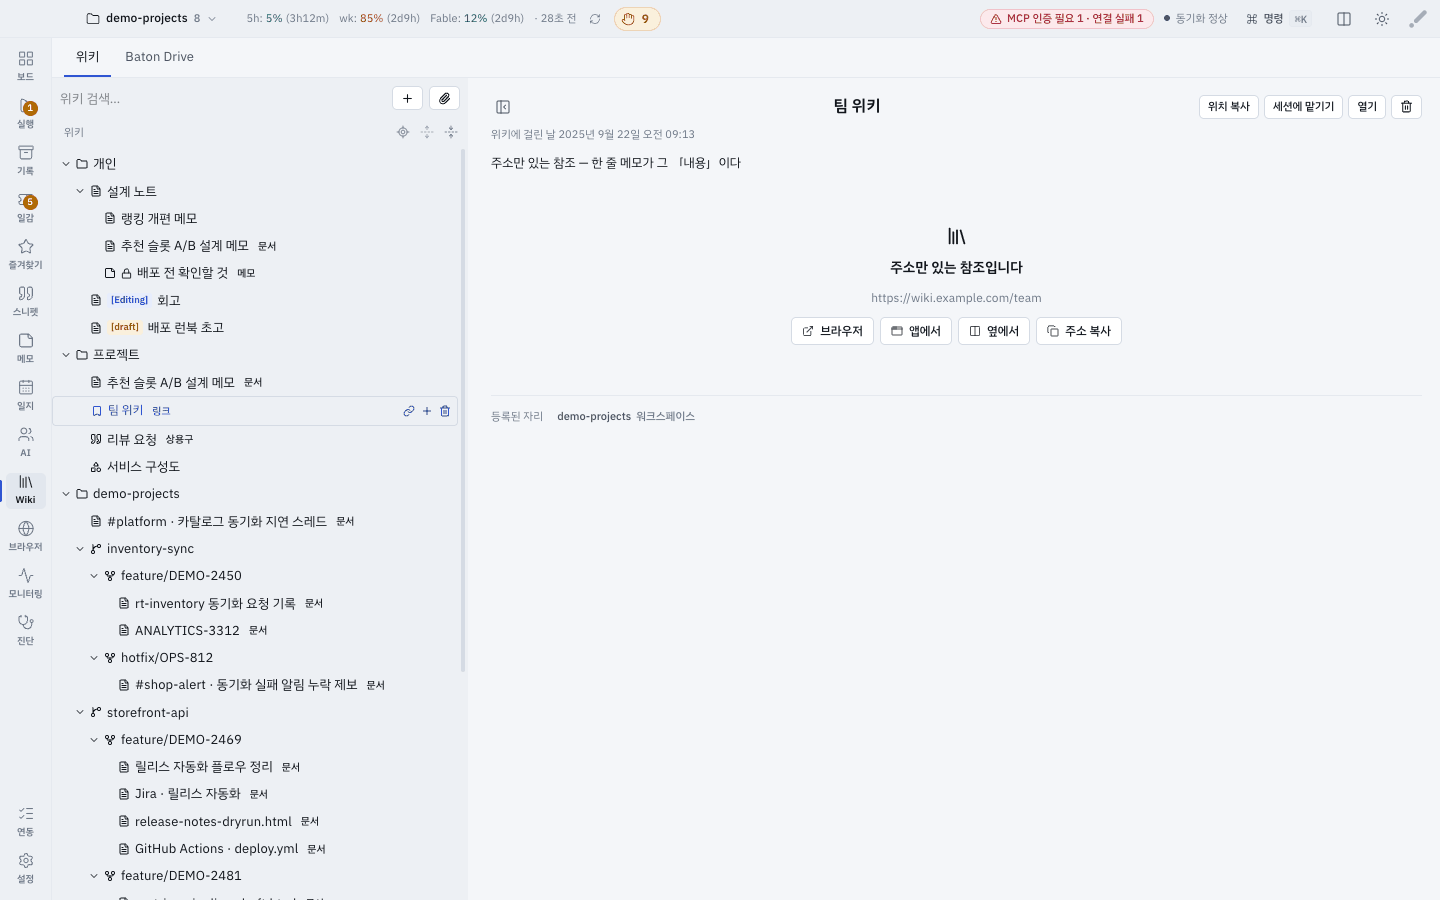 demo-projects 8
5h: 5% (3h12m) wk: 85% (2d9h) Fable: 12% (2d9h) · 28초 전
9
MCP 인증 필요 1 · 연결 실패 1
동기화 정상
명령 ⌘K
보드
1
실행
기록
5
일감
즐겨찾기
스니펫
메모
일지
AI
Wiki
브라우저
모니터링
진단
연동
설정
위키
Baton Drive
위키 검색...
위키
개인
설계 노트
랭킹 개편 메모
추천 슬롯 A/B 설계 메모 문서
배포 전 확인할 것 메모
[Editing] 회고
[draft] 배포 런북 초고
프로젝트
추천 슬롯 A/B 설계 메모 문서
팀 위키 링크
리뷰 요청 상용구
서비스 구성도
demo-projects
#platform · 카탈로그 동기화 지연 스레드 문서
inventory-sync
feature/DEMO-2450
rt-inventory 동기화 요청 기록 문서
ANALYTICS-3312 문서
hotfix/OPS-812
#shop-alert · 동기화 실패 알림 누락 제보 문서
storefront-api
feature/DEMO-2469
릴리스 자동화 플로우 정리 문서
Jira · 릴리스 자동화 문서
release-notes-dryrun.html 문서
GitHub Actions · deploy.yml 문서
feature/DEMO-2481
팀 위키
위치 복사
세션에 맡기기
열기
위키에 걸린 날 2025년 9월 22일 오전 09:13
주소만 있는 참조 — 한 줄 메모가 그 「내용」이다
주소만 있는 참조입니다
https://wiki.example.com/team
브라우저
앱에서
옆에서
주소 복사
등록된 자리 demo-projects 워크스페이스